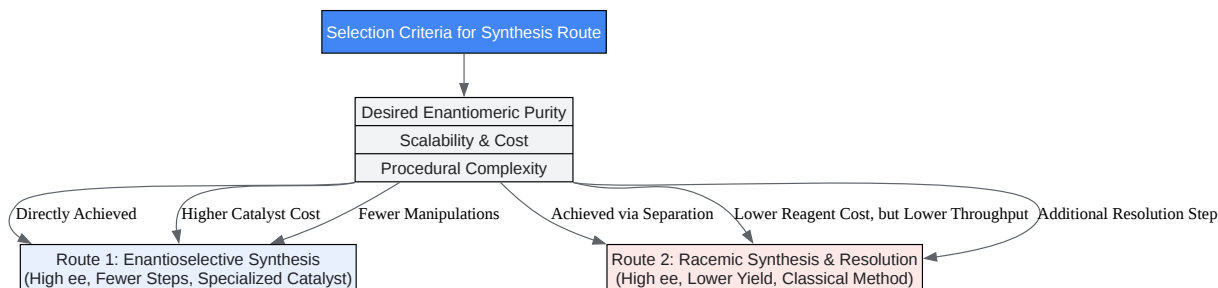 Selection Criteria for Synthesis Route
Desired Enantiomeric Purity
Scalability & Cost
Procedural Complexity
Directly Achieved
Higher Catalyst Cost
Fewer Manipulations
Achieved via Separation
Lower Reagent Cost, but Lower Throughput
Additional Resolution Step
Route 1: Enantioselective Synthesis
(High ee, Fewer Steps, Specialized Catalyst)
Route 2: Racemic Synthesis & Resolution
(High ee, Lower Yield, Classical Method)